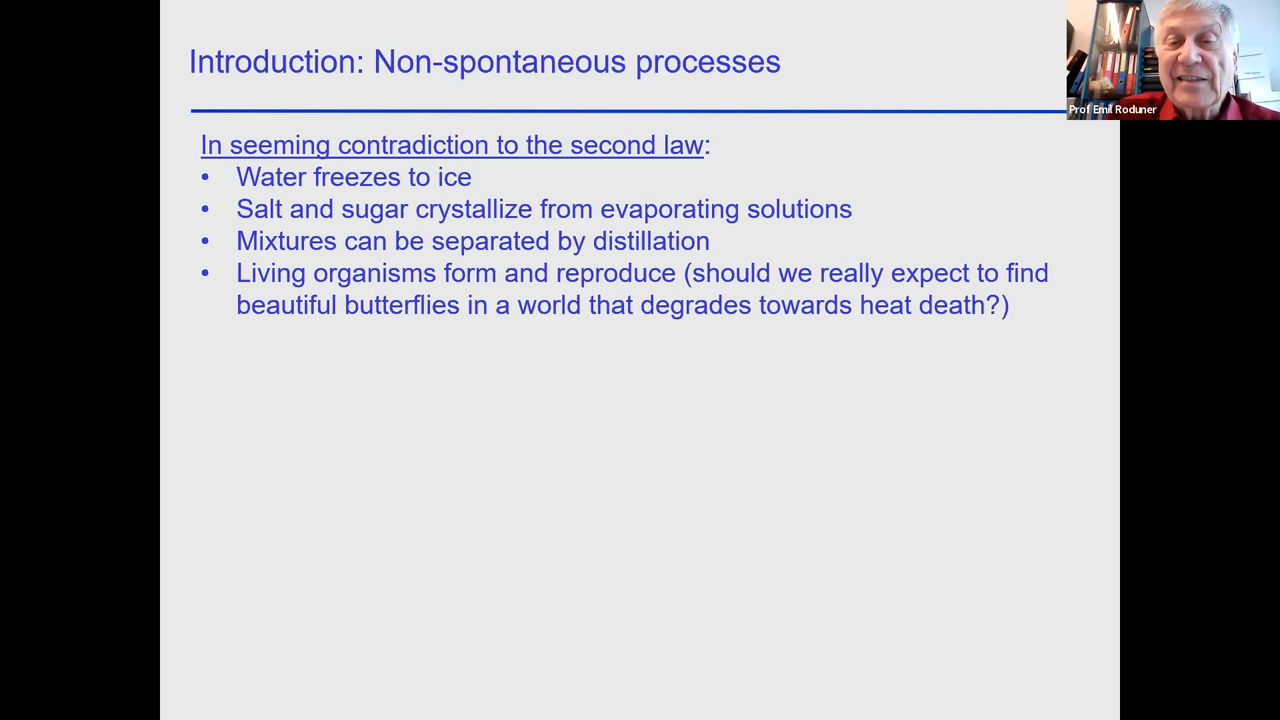 Introduction: Non-spontaneous processes
Prof Emil Roduner
In seeming contradiction to the second law:
• Water freezes to ice
• Salt and sugar crystallize from evaporating solutions
• Mixtures can be separated by distillation
• Living organisms form and reproduce (should we really expect to find
beautiful butterflies in a world that degrades towards heat death?)